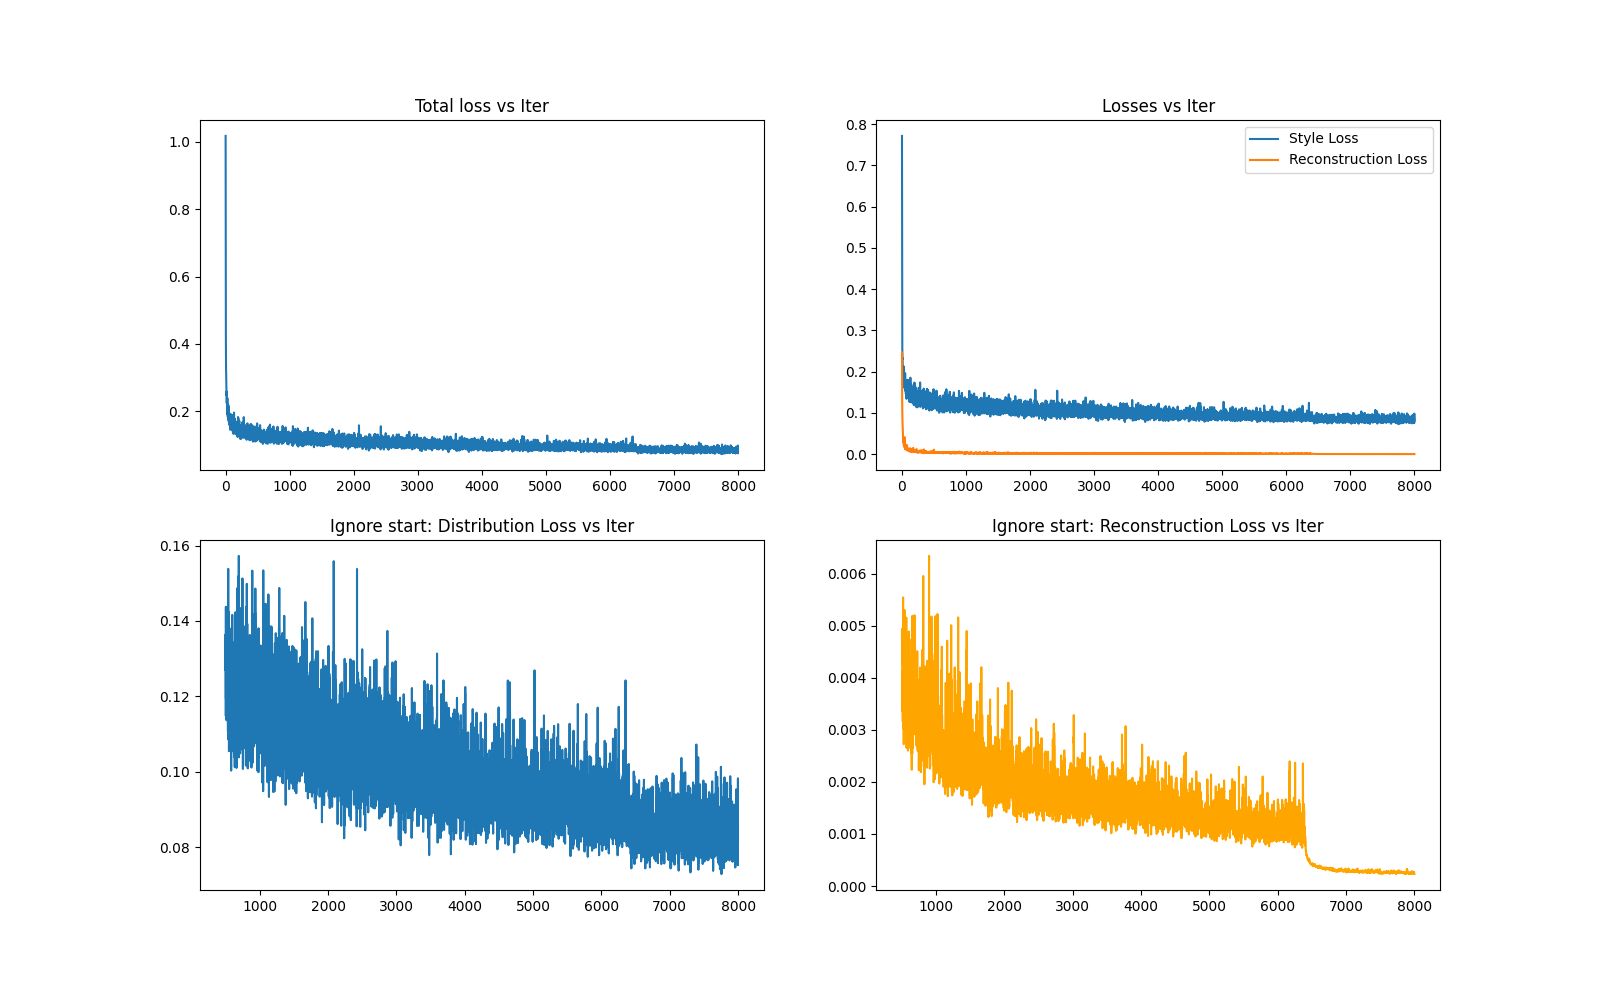 Total loss vs Iter
1.0
0.8
0.6
0.4
0.2
0 1000 2000 3000 4000 5000 6000 7000 8000
Losses vs Iter
0.8
0.7
0.6
0.5
0.4
0.3
0.2
0.1
0.0
Style Loss
Reconstruction Loss
0 1000 2000 3000 4000 5000 6000 7000 8000
Ignore start: Distribution Loss vs Iter
0.16
0.14
0.12
0.10
0.08
1000 2000 3000 4000 5000 6000 7000 8000
Ignore start: Reconstruction Loss vs Iter
0.006
0.005
0.004
0.003
0.002
0.001
0.000
1000 2000 3000 4000 5000 6000 7000 8000